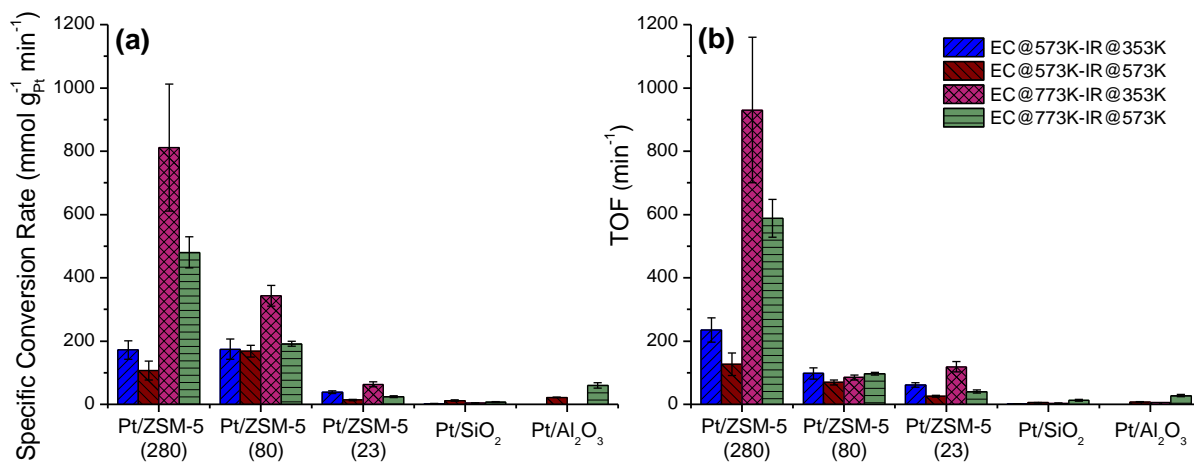 (a)
Specific Conversion Rate (mmol g⁻¹Pt min⁻¹)
1200
1000
800
600
400
200
0
Pt/ZSM-5 (280)
Pt/ZSM-5 (80)
Pt/ZSM-5 (23)
Pt/SiO₂
Pt/Al₂O₃
(b)
TOF (min⁻¹)
1200
1000
800
600
400
200
0
EC@573K-IR@353K
EC@573K-IR@573K
EC@773K-IR@353K
EC@773K-IR@573K
Pt/ZSM-5 (280)
Pt/ZSM-5 (80)
Pt/ZSM-5 (23)
Pt/SiO₂
Pt/Al₂O₃